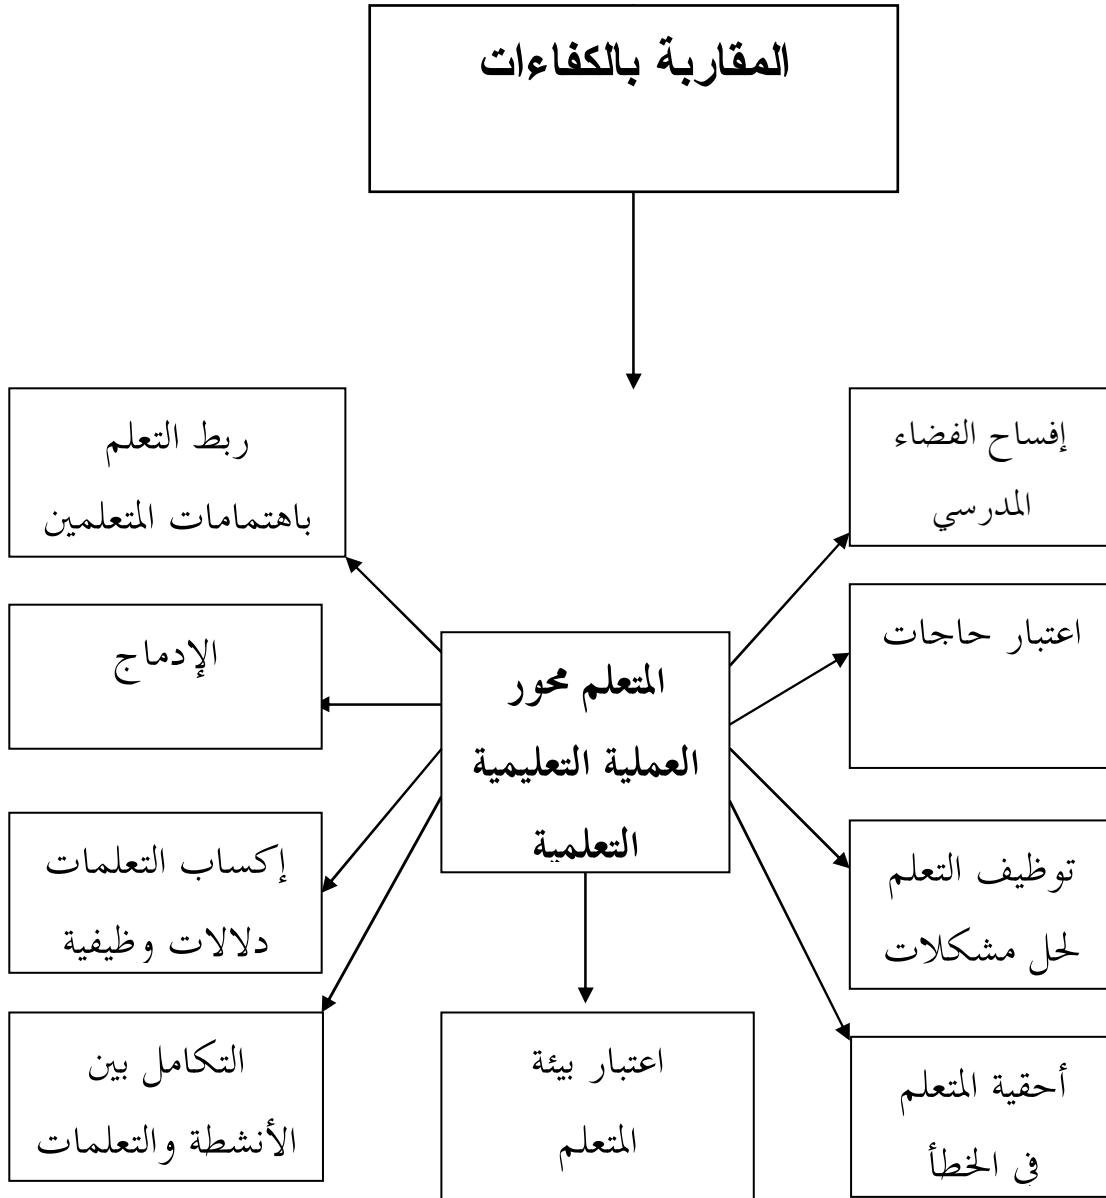 المقاربة بالكفاءات
إفساح الفضاء
المدرسي
ربط التعلم
باهتمامات المتعلمين
اعتبار حاجات
الإدماج
المتعلم محور
العملية التعليمية
التعلمية
توظيف التعلم
لحل مشكلات
إكساب التعلمات
دلالات وظيفية
أحقية المتعلم
في الخطأ
اعتبار بيئة
المتعلم
التكامل بين
الأنشطة والتعلمات